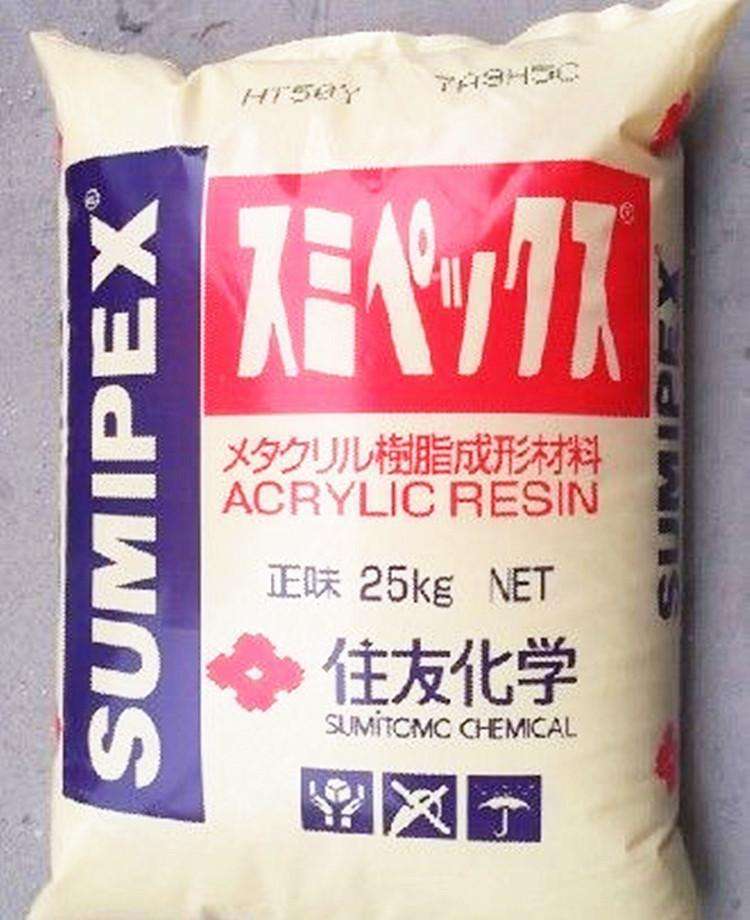 HT50Y 7A9H5C
SUMIPEX®
スミペックス®
メタクリル樹脂成形材料
ACRYLIC RESIN
正味 25kg NET
住友化学
SUMITOMO CHEMICAL
SUMIPEX